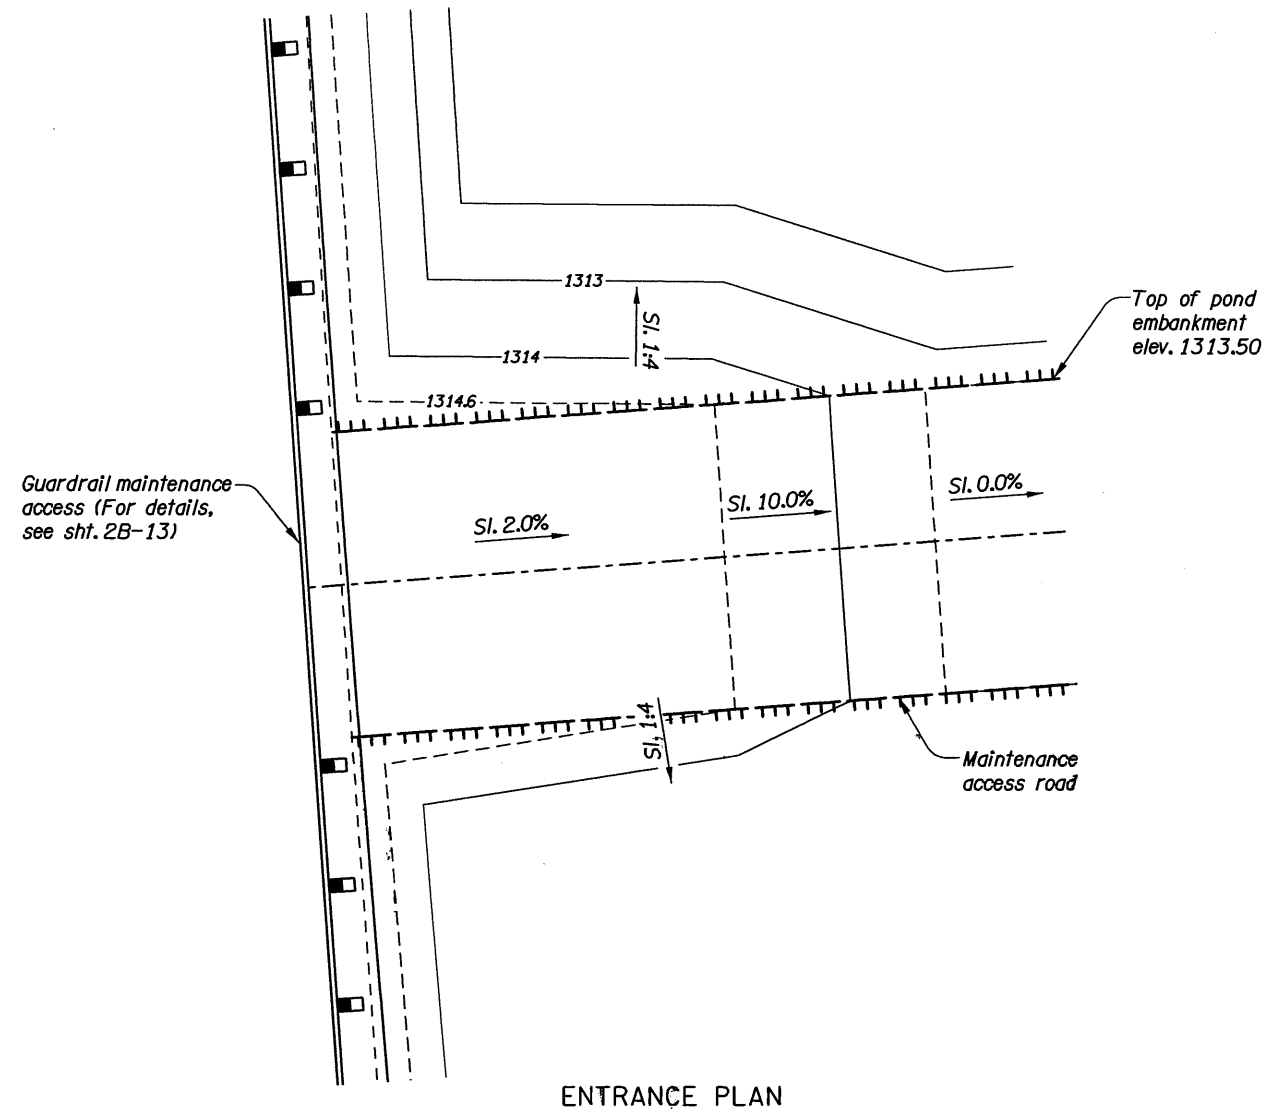 1313
Sl. 1:4
Top of pond
embankment
elev. 1313.50
1314
1314.6
Guardrail maintenance
access (For details,
see sht. 2B-13)
Sl. 2.0%
Sl. 10.0%
Sl. 0.0%
Sl, 1:4
Maintenance
access road
ENTRANCE PLAN